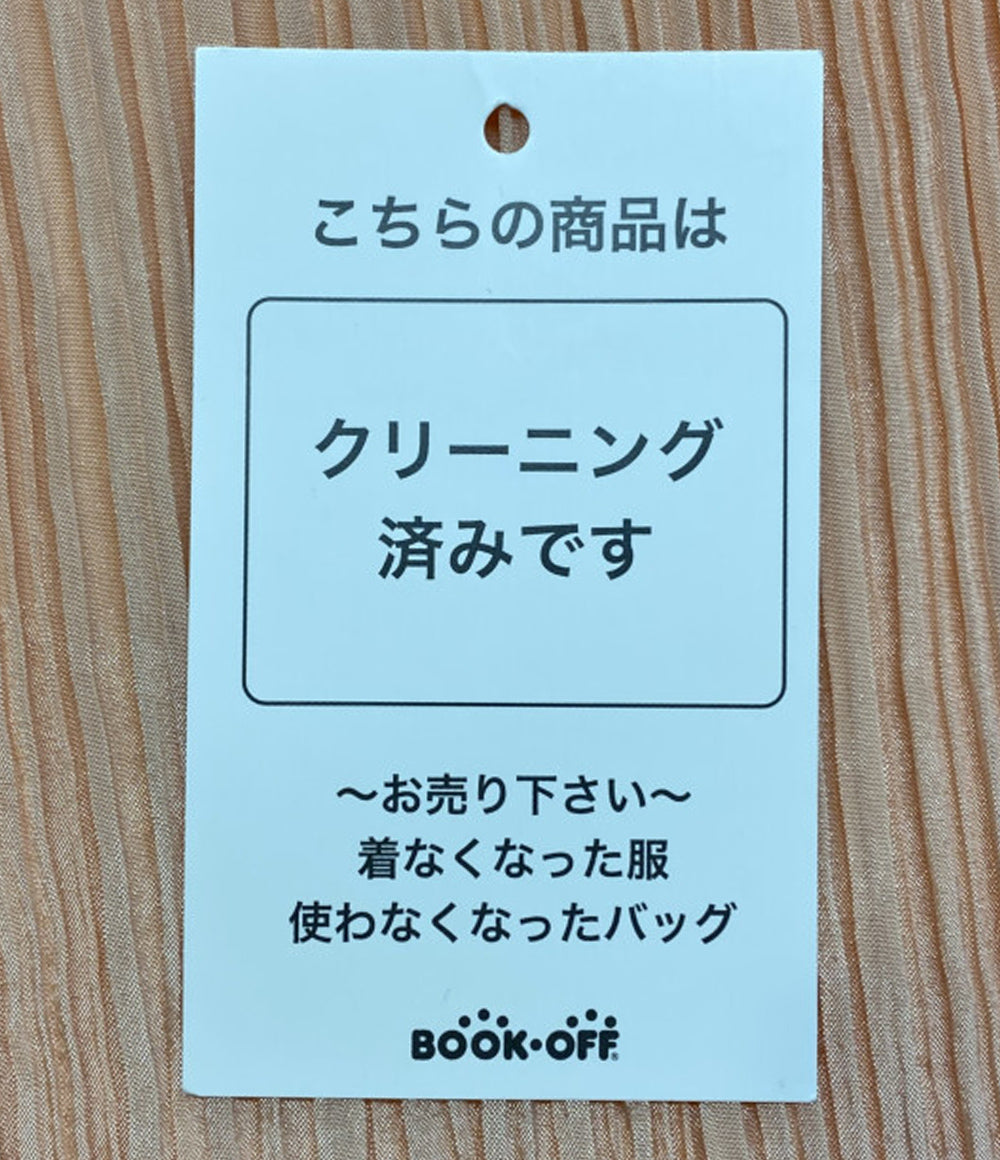 こちらの商品は
クリーニング
済みです
〜お売り下さい〜
着なくなった服
使わなくなったバッグ
BOOK・OFF®